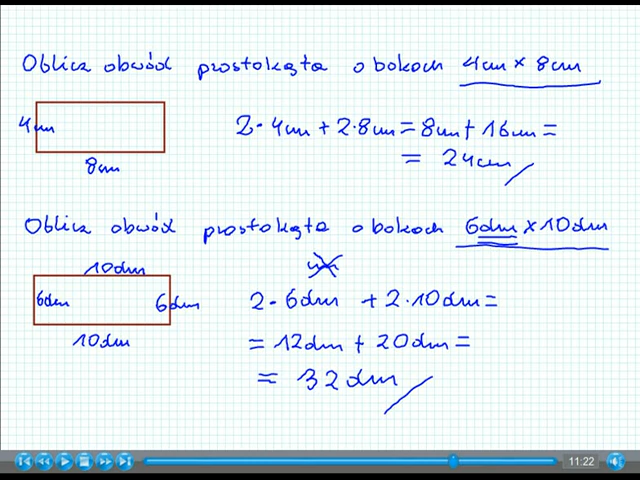 Oblicz obwód prostokąta o bokach 4cm x 8cm
4cm
2 · 4cm + 2 · 8cm = 8cm + 16cm =
= 24cm
8cm
Oblicz obwód prostokąta o bokach 6dm x 10dm
10dm
6dm 6dm 2 · 6dm + 2 · 10dm =
10dm = 12dm + 20dm =
= 32dm
11:22